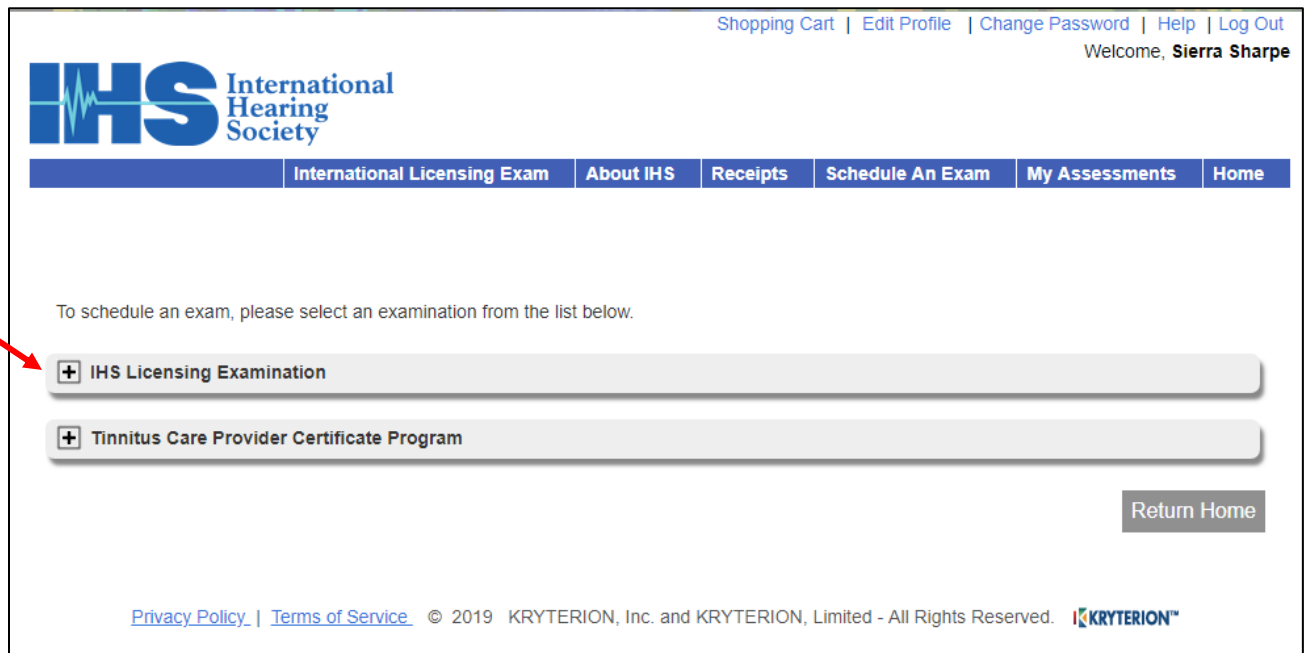 Shopping Cart | Edit Profile | Change Password | Help | Log Out
Welcome, Sierra Sharpe
IHS International
Hearing
Society
International Licensing Exam About IHS Receipts Schedule An Exam My Assessments Home
To schedule an exam, please select an examination from the list below.
+ IHS Licensing Examination
+ Tinnitus Care Provider Certificate Program
Return Home
Privacy Policy | Terms of Service © 2019 KRYTERION, Inc. and KRYTERION, Limited - All Rights Reserved. KRYTERION™